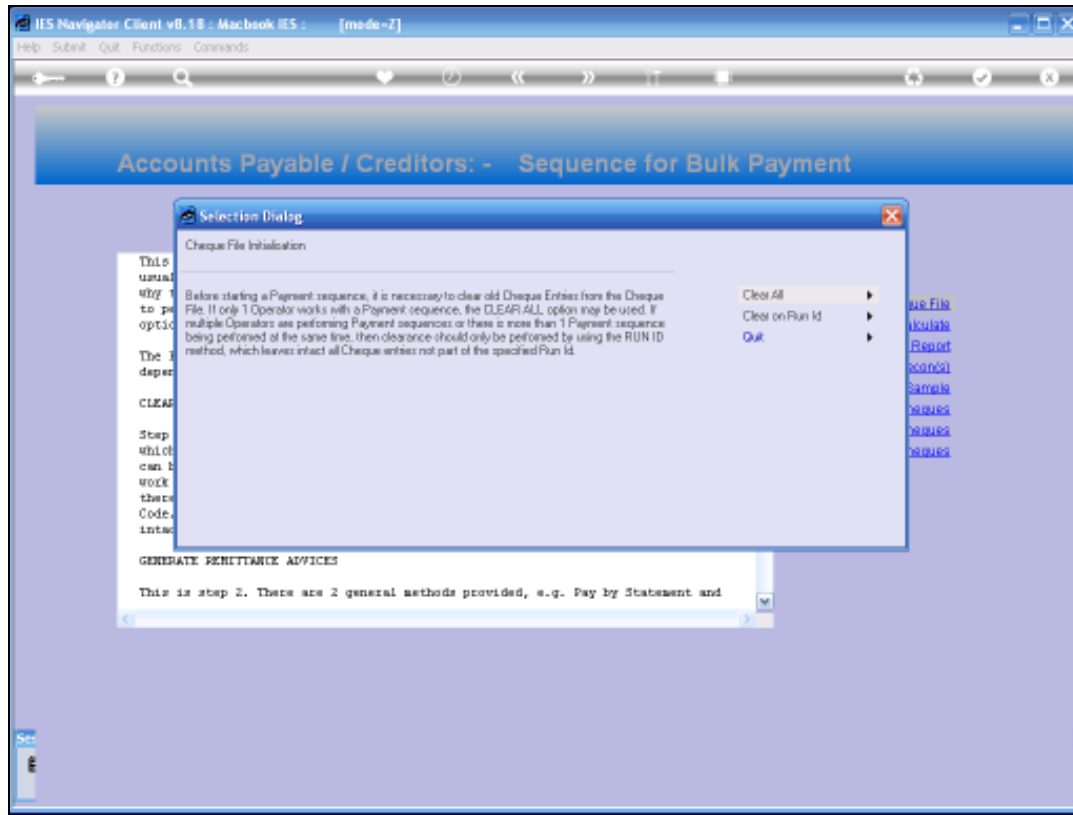 IES Navigator Client v8.18 : Macbook IES : [mode=Z]
Help Submit Quit Functions Commands
Accounts Payable / Creditors: - Sequence for Bulk Payment
Selection Dialog
Cheque File Initialisation
Before starting a Payment sequence, it is necessary to clear old Cheque Entries from the Cheque
File. If only 1 Operator works with a Payment sequence, the CLEAR ALL option may be used. If
multiple Operators are performing Payment sequences or there is more than 1 Payment sequence
being performed at the same time, then clearance should only be performed by using the RUN ID
method, which leaves intact all Cheque entries not part of the specified Run Id.
Clear All
Clear on Run Id
Quit
This
usual
why
to pe
optio
The
deper
CLEAR
Step
which
can
work
there
Code.
intac
GENERATE REMITTANCE ADVICES
This is step 2. There are 2 general methods provided, e.g. Pay by Statement and
ue File
lculate
Report
econ(s)
Sample
heques
heques
heques
Ses